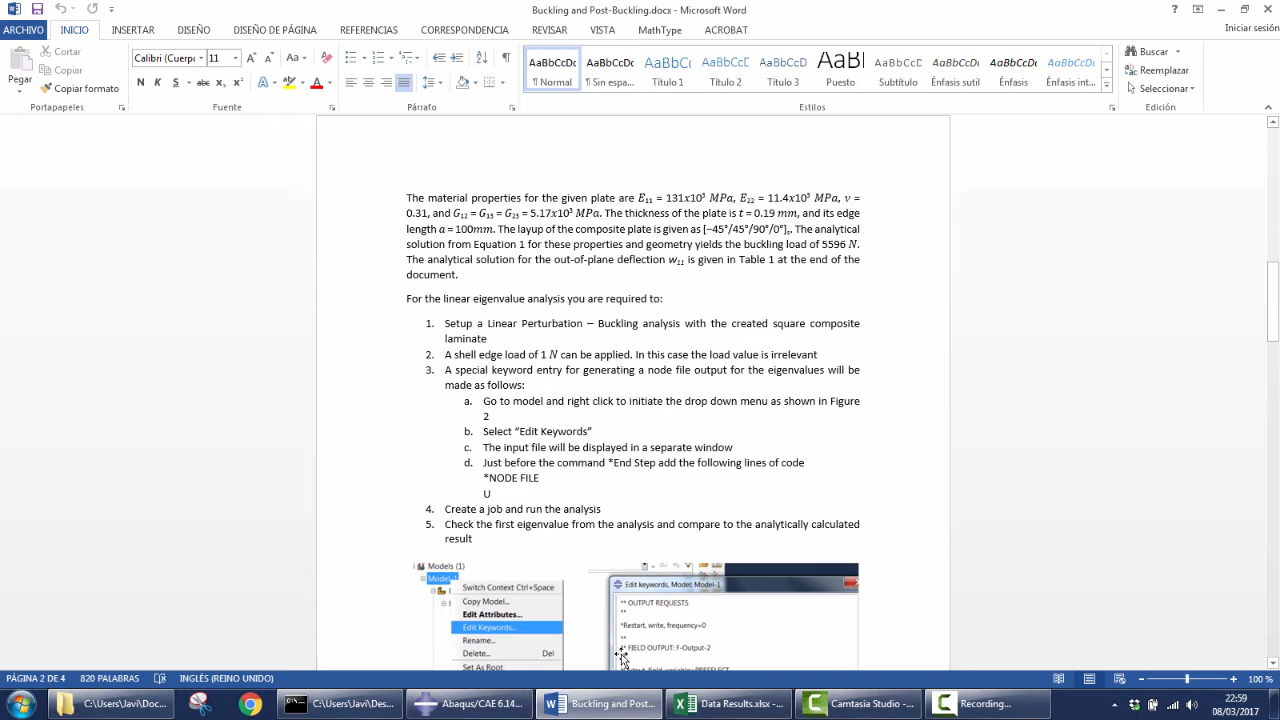 Buckling and Post-Buckling.docx - Microsoft Word
ARCHIVO INICIO INSERTAR DISEÑO DISEÑO DE PÁGINA REFERENCIAS CORRESPONDENCIA REVISAR VISTA MathType ACROBAT Iniciar sesión
Pegar
Cortar
Copiar
Copiar formato
Calibri (Cuerp 11
N K S abc x₂ x²
AaBbCcDc AaBbCcDc AaBbCc AaBbCcD AaBbCcD AaB AaBbCcD AaBbCcDc AaBbCcDc AaBbCcDc
¶ Normal ¶ Sin espa... Título 1 Título 2 Título 3 Puesto Subtítulo Énfasis sutil Énfasis Énfasis int...
Buscar
Reemplazar
Seleccionar
Portapapeles Fuente Párrafo Estilos Edición
The material properties for the given plate are E₁₁ = 131x10³ MPa, E₂₂ = 11.4x10³ MPa, ν =
0.31, and G₁₂ = G₁₃ = G₂₃ = 5.17x10³ MPa. The thickness of the plate is t = 0.19 mm, and its edge
length a = 100mm. The layup of the composite plate is given as [−45°/45°/90°/0°]ₛ. The analytical
solution from Equation 1 for these properties and geometry yields the buckling load of 5596 N.
The analytical solution for the out-of-plane deflection w₁₁ is given in Table 1 at the end of the
document.
For the linear eigenvalue analysis you are required to:
1. Setup a Linear Perturbation – Buckling analysis with the created square composite
laminate
2. A shell edge load of 1 N can be applied. In this case the load value is irrelevant
3. A special keyword entry for generating a node file output for the eigenvalues will be
made as follows:
a. Go to model and right click to initiate the drop down menu as shown in Figure
2
b. Select “Edit Keywords”
c. The input file will be displayed in a separate window
d. Just before the command *End Step add the following lines of code
*NODE FILE
U
4. Create a job and run the analysis
5. Check the first eigenvalue from the analysis and compare to the analytically calculated
result
Models (1)
Model-1
Switch Context Ctrl+Space
Copy Model...
Edit Attributes...
Edit Keywords...
Rename...
Delete... Del
Set As Root
Edit keywords, Model: Model-1
** OUTPUT REQUESTS
**
*Restart, write, frequency=0
**
** FIELD OUTPUT: F-Output-2
PÁGINA 2 DE 4 820 PALABRAS INGLÉS (REINO UNIDO) 100 %
C:\Users\Javi\Doc... C:\Users\Javi\Des... Abaqus/CAE 6.14... Buckling and Post... Data Results.xlsx -... Camtasia Studio -... Recording...
22:59
08/03/2017